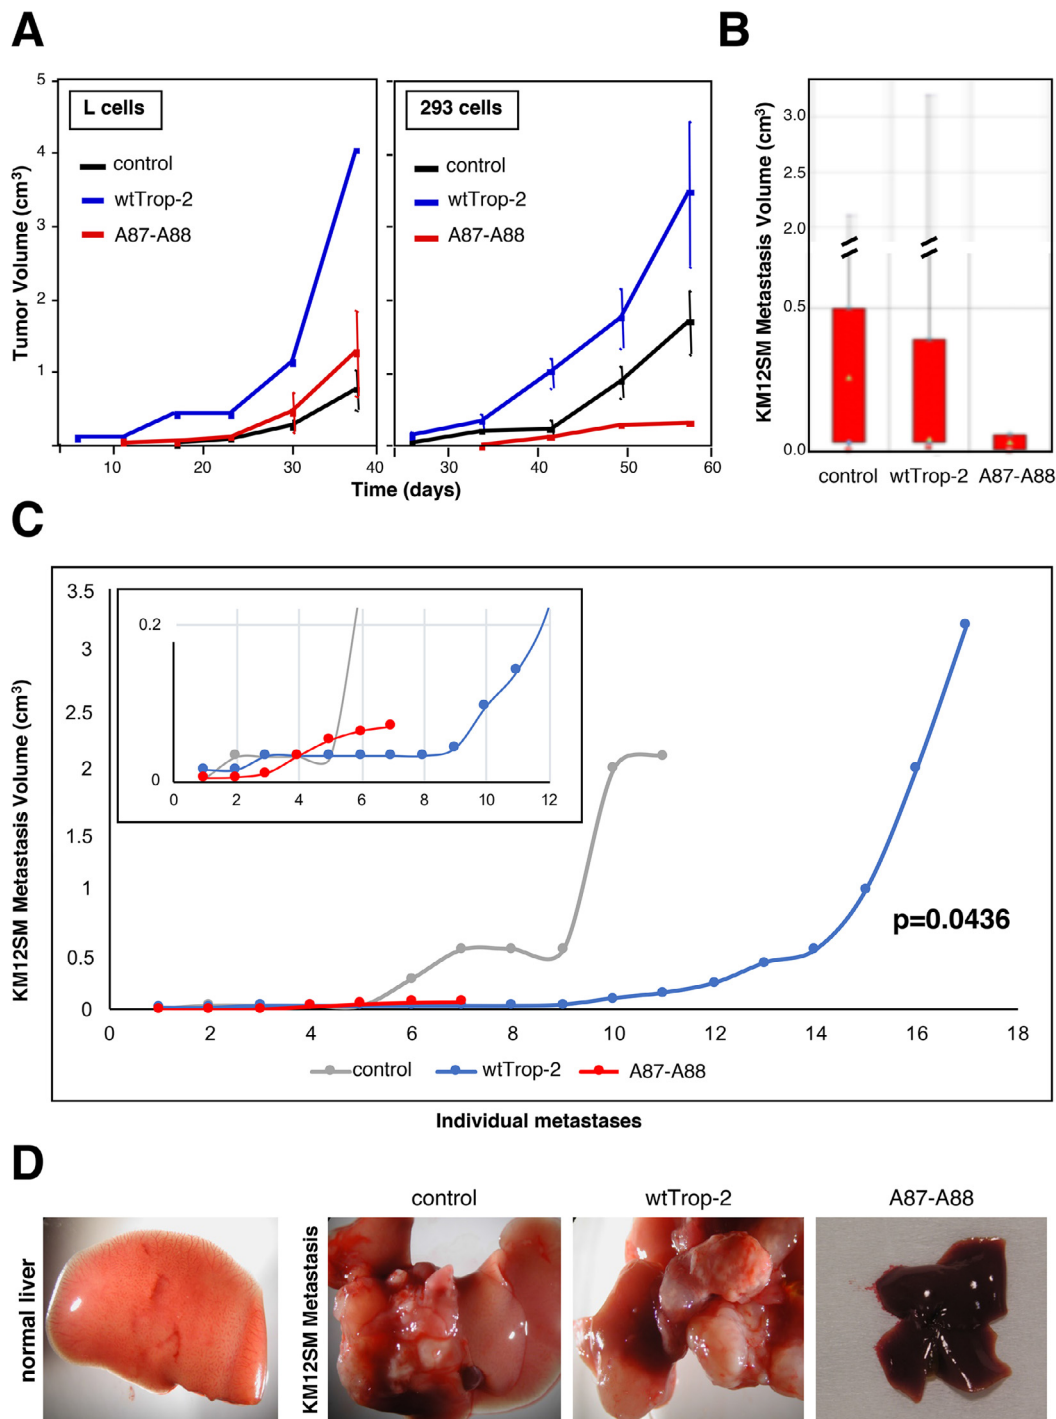 A
B
5
4
3
2
1
Tumor Volume (cm³)
L cells
control
wtTrop-2
A87-A88
10
20
30
40
293 cells
control
wtTrop-2
A87-A88
30
40
50
60
Time (days)
KM12SM Metastasis Volume (cm³)
3.0
2.5
2.0
0.5
0.0
control
wtTrop-2
A87-A88
C
KM12SM Metastasis Volume (cm³)
3.5
3
2.5
2
1.5
1
0.5
0
0.2
0
0 2 4 6 8 10 12
p=0.0436
0 2 4 6 8 10 12 14 16 18
control wtTrop-2 A87-A88
Individual metastases
D
control wtTrop-2 A87-A88
normal liver
KM12SM Metastasis